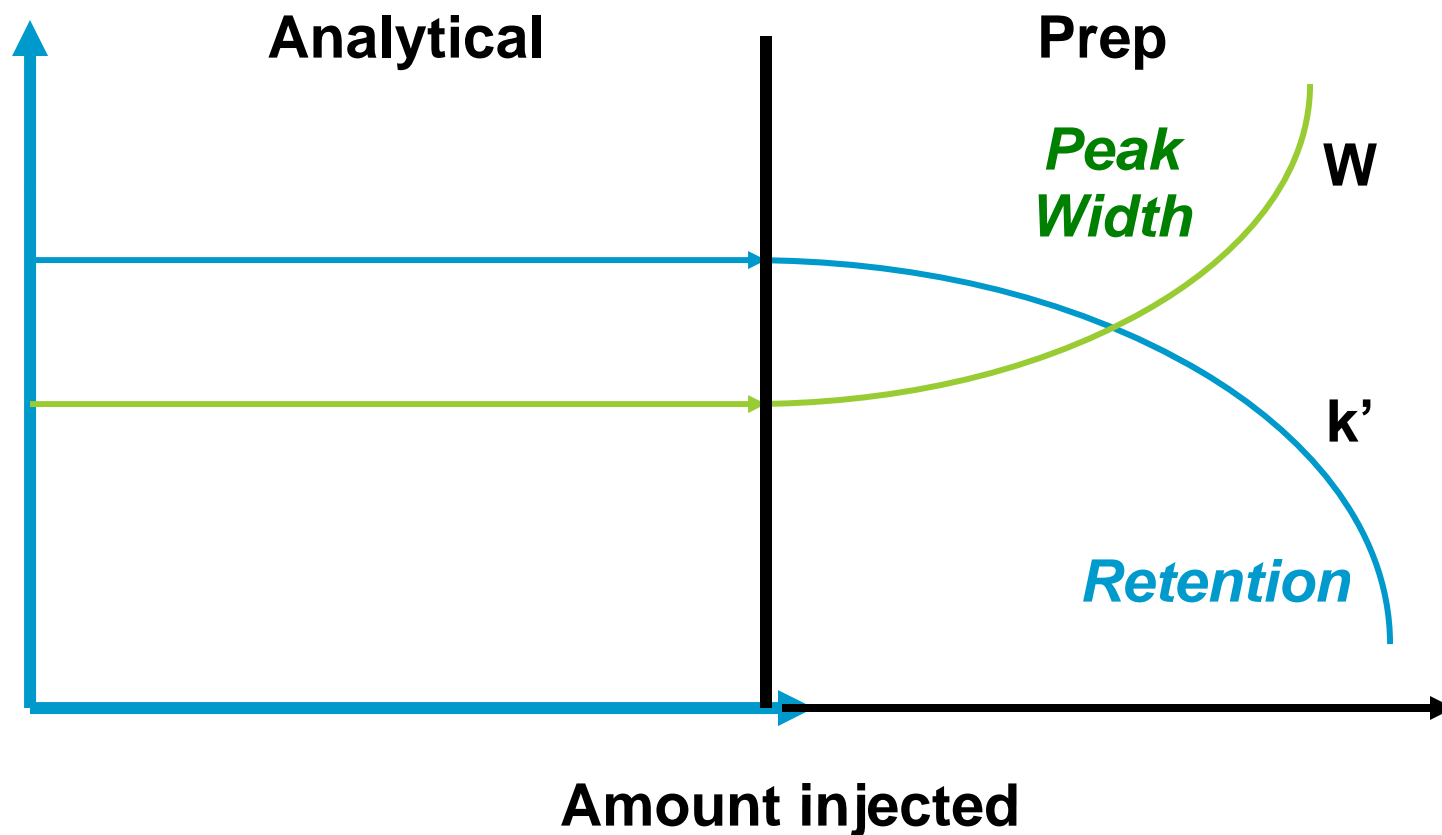 Analytical
Prep
Peak
Width
W
k’
Retention
Amount injected